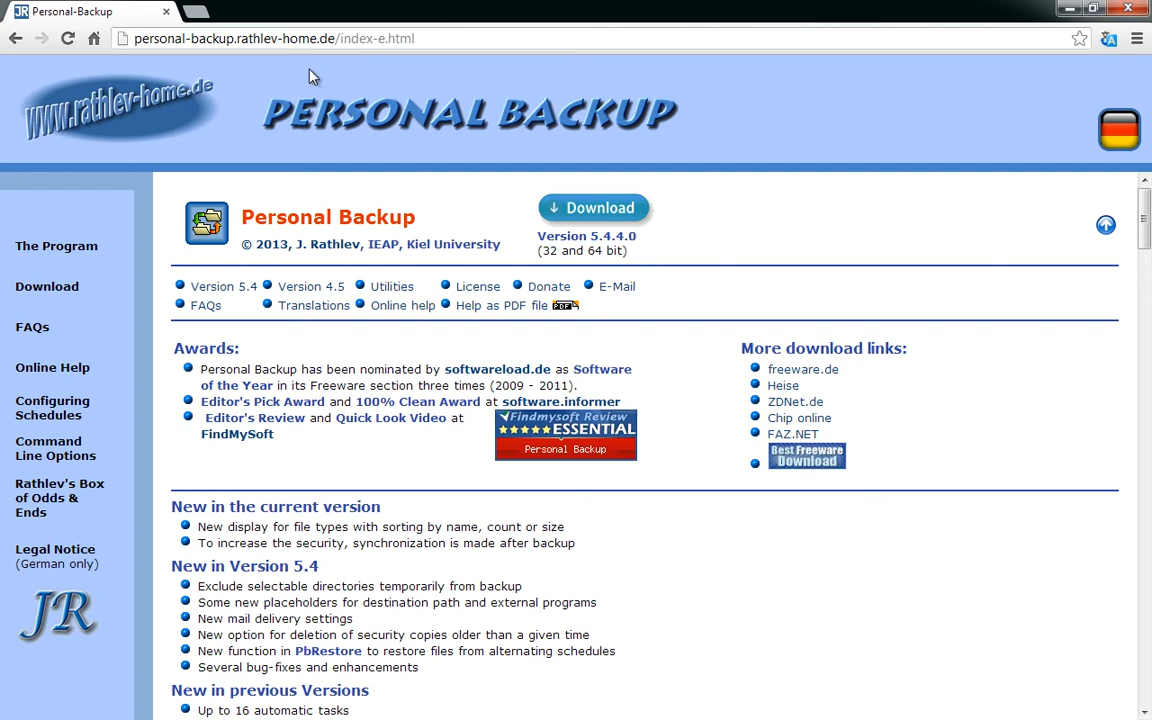 JR Personal-Backup
personal-backup.rathlev-home.de/index-e.html
www.rathlev-home.de
PERSONAL BACKUP
The Program
Download
FAQs
Online Help
Configuring
Schedules
Command
Line Options
Rathlev's Box
of Odds &
Ends
Legal Notice
(German only)
JR
Personal Backup
© 2013, J. Rathlev, IEAP, Kiel University
Download
Version 5.4.4.0
(32 and 64 bit)
Version 5.4 Version 4.5 Utilities License Donate E-Mail
FAQs Translations Online help Help as PDF file PDF
Awards:
Personal Backup has been nominated by softwareload.de as Software
of the Year in its Freeware section three times (2009 - 2011).
Editor's Pick Award and 100% Clean Award at software.informer
Editor's Review and Quick Look Video at
FindMySoft
Findmysoft Review
ESSENTIAL
Personal Backup
More download links:
freeware.de
Heise
ZDNet.de
Chip online
FAZ.NET
Best Freeware
Download
New in the current version
New display for file types with sorting by name, count or size
To increase the security, synchronization is made after backup
New in Version 5.4
Exclude selectable directories temporarily from backup
Some new placeholders for destination path and external programs
New mail delivery settings
New option for deletion of security copies older than a given time
New function in PbRestore to restore files from alternating schedules
Several bug-fixes and enhancements
New in previous Versions
Up to 16 automatic tasks